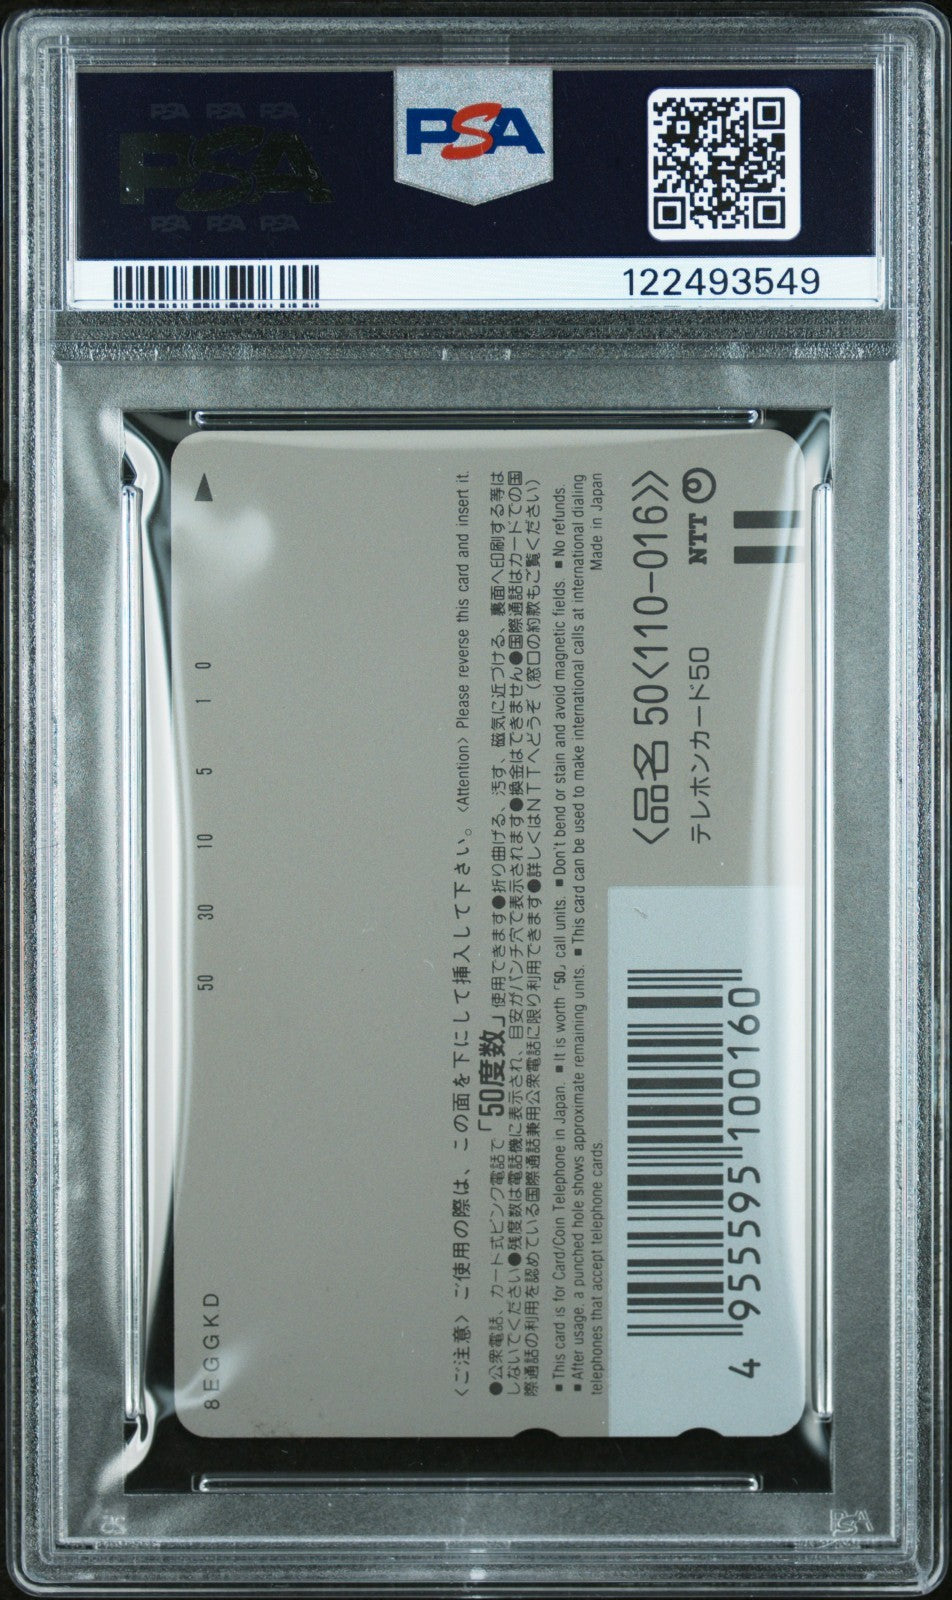 PSA PSA PSA
PSA
PSA PSA PSA
PSA
122493549
8EGGKD
50 30 10 5 1 0
〈ご注意〉 ご使用の際は、この面を下にして挿入して下さい。〈Attention〉Please reverse this card and insert it.
●公衆電話、カード式ピンク電話で「50度数」使用できます●折り曲げる、汚す、磁気に近づける、裏面へ印刷する等は
しないでください●残度数は電話機に表示され、目安がパンチ穴で表示されます●換金はできません●国際通話はカードでの国
際通話の利用を認めている国際通話兼用公衆電話に限り利用できます●詳しくはNTTへどうぞ（窓口の約款もご覧ください）
■This card is for Card/Coin Telephone in Japan. ■It is worth「50」call units. ■Don't bend or stain and avoid magnetic fields ■No refunds.
■After usage, a punched hole shows approximate remaining units. ■This card can be used to make international calls at international dialing
telephones that accept telephone cards. Made in Japan
〈品名 50〈110-016〉〉
テレホンカード50
NTT
4 955595 100160
PSA